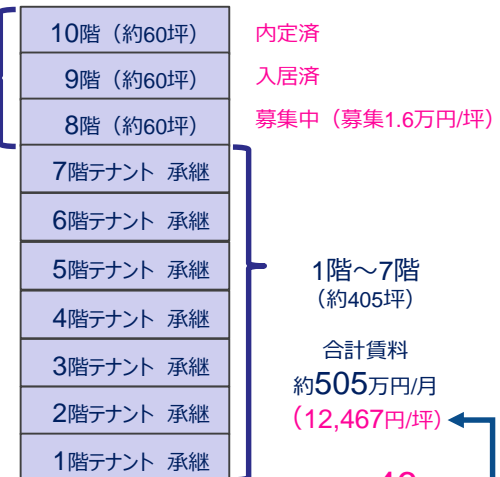 10階（約60坪）　内定済
9階（約60坪）　入居済
8階（約60坪）　募集中（募集1.6万円/坪）
7階テナント 承継
6階テナント 承継
5階テナント 承継
4階テナント 承継
3階テナント 承継
2階テナント 承継
1階テナント 承継
1階～7階
（約405坪）
合計賃料
約505万円/月
（12,467円/坪）